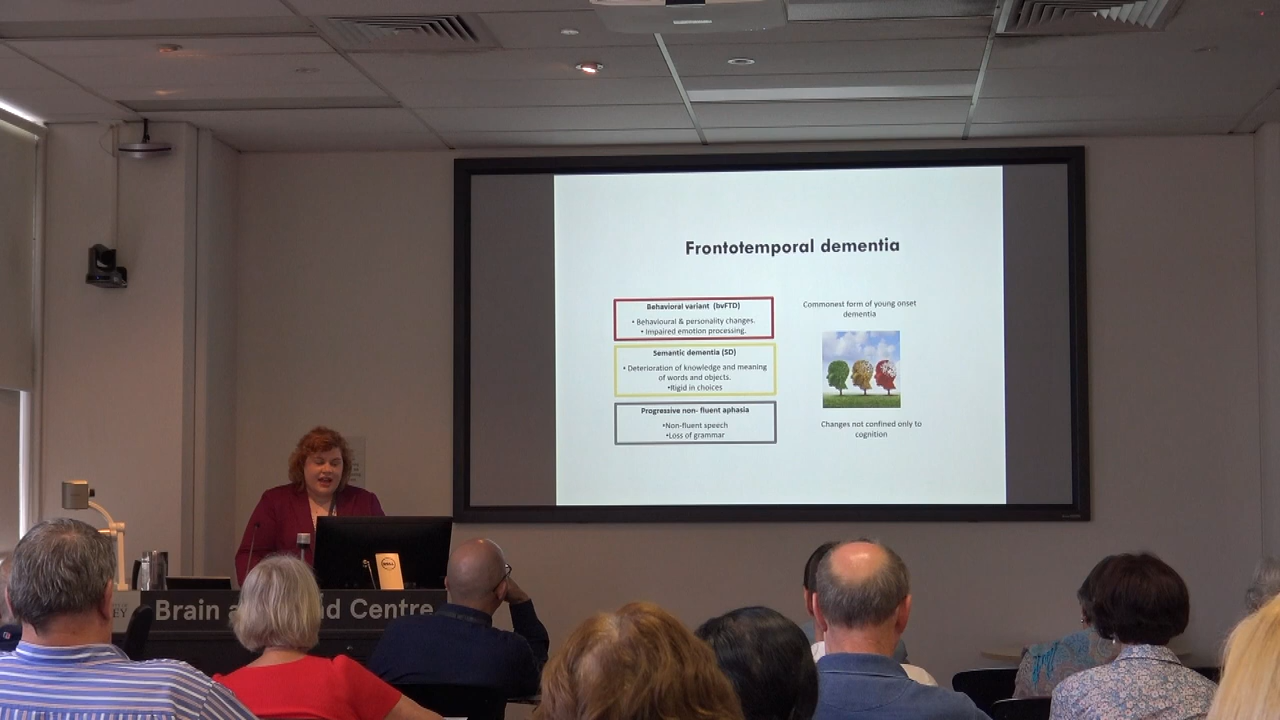 Frontotemporal dementia
Behavioral variant (bvFTD)
• Behavioural & personality changes.
• Impaired emotion processing.
Semantic dementia (SD)
• Deterioration of knowledge and meaning
of words and objects.
•Rigid in choices
Progressive non- fluent aphasia
•Non-fluent speech
•Loss of grammar
Commonest form of young onset
dementia
Changes not confined only to
cognition
DELL
EY
Brain a d Centre